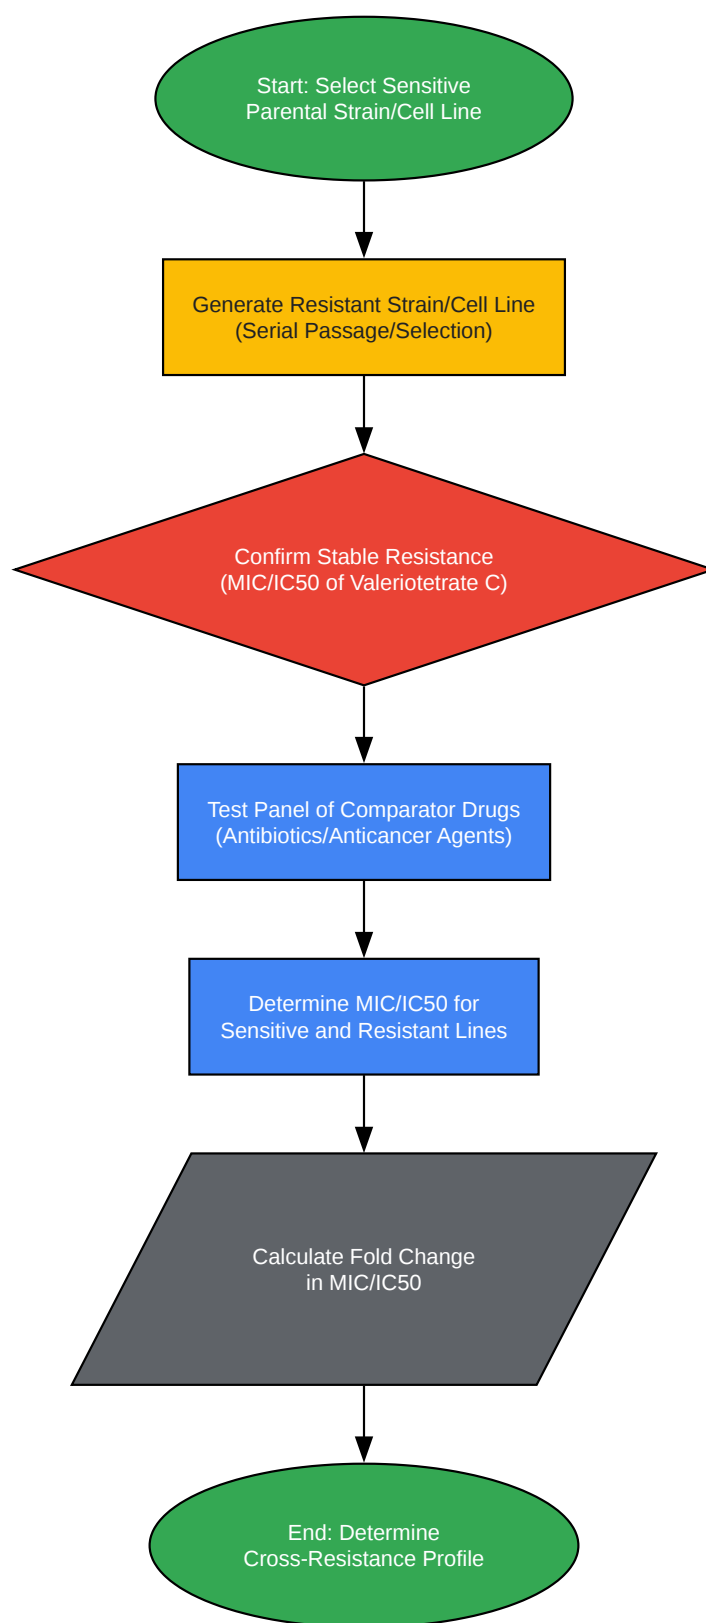 Start: Select Sensitive
Parental Strain/Cell Line
Generate Resistant Strain/Cell Line
(Serial Passage/Selection)
Confirm Stable Resistance
(MIC/IC50 of Valeriotetrate C)
Test Panel of Comparator Drugs
(Antibiotics/Anticancer Agents)
Determine MIC/IC50 for
Sensitive and Resistant Lines
Calculate Fold Change
in MIC/IC50
End: Determine
Cross-Resistance Profile